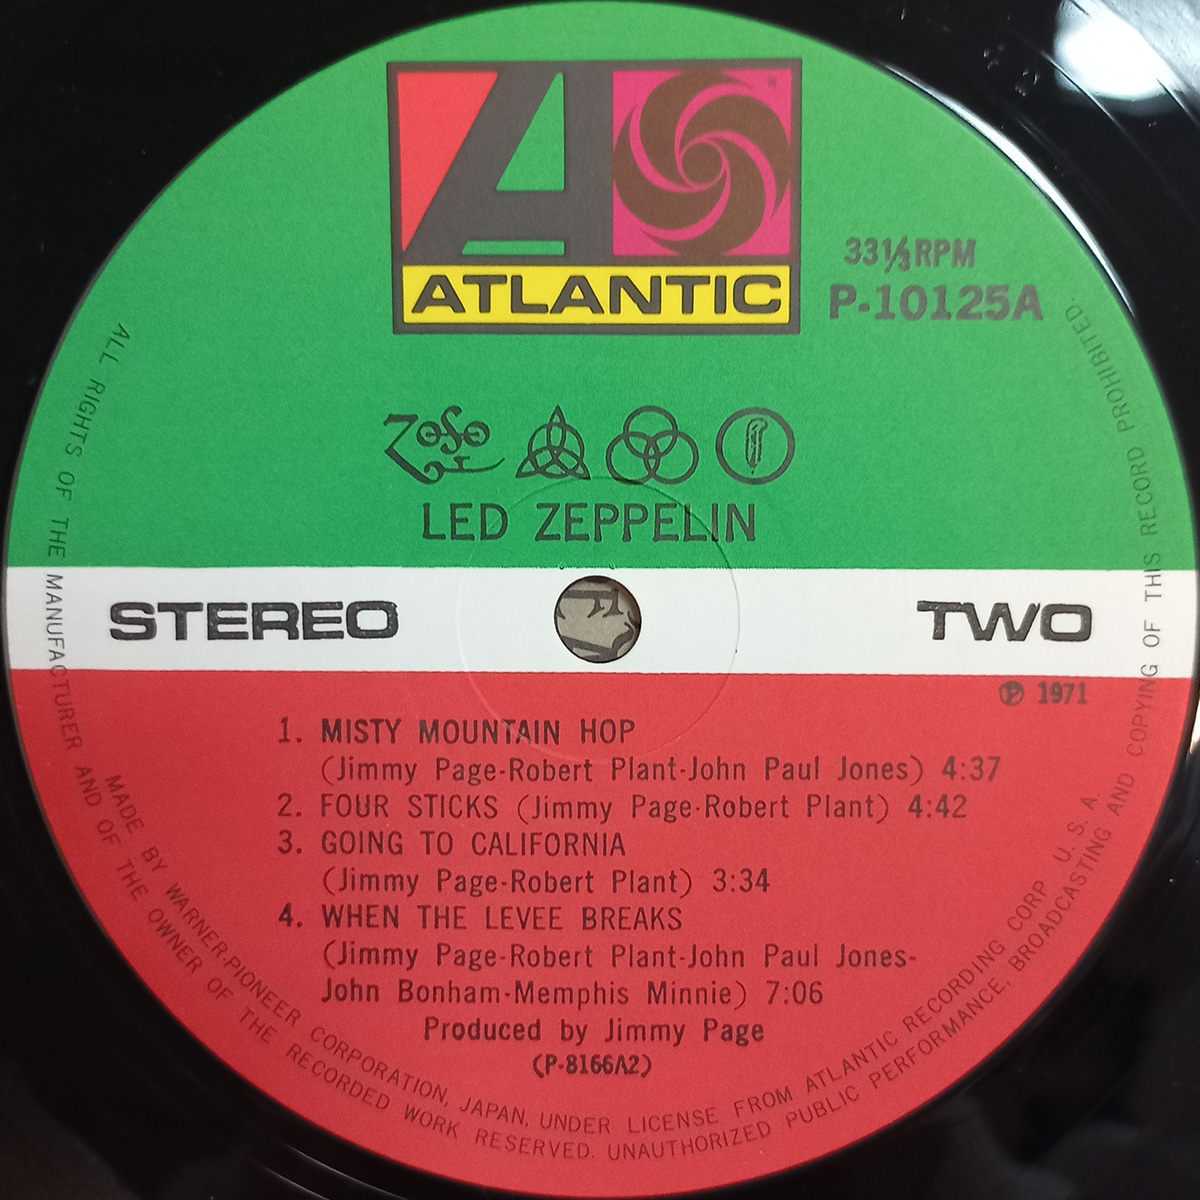 ATLANTIC
33⅓ RPM
P-10125A
LED ZEPPELIN
STEREO
TWO
Ⓟ 1971
1. MISTY MOUNTAIN HOP
(Jimmy Page-Robert Plant-John Paul Jones) 4:37
2. FOUR STICKS (Jimmy Page-Robert Plant) 4:42
3. GOING TO CALIFORNIA
(Jimmy Page-Robert Plant) 3:34
4. WHEN THE LEVEE BREAKS
(Jimmy Page-Robert Plant-John Paul Jones-
John Bonham-Memphis Minnie) 7:06
Produced by Jimmy Page
(P-8166A2)
MADE BY WARNER-PIONEER CORPORATION, JAPAN, UNDER LICENSE FROM ATLANTIC RECORDING CORP. U. S. A.
ALL RIGHTS OF THE MANUFACTURER AND OF THE OWNER OF THE RECORDED WORK RESERVED. UNAUTHORIZED PUBLIC PERFORMANCE, BROADCASTING AND COPYING OF THIS RECORD PROHIBITED.